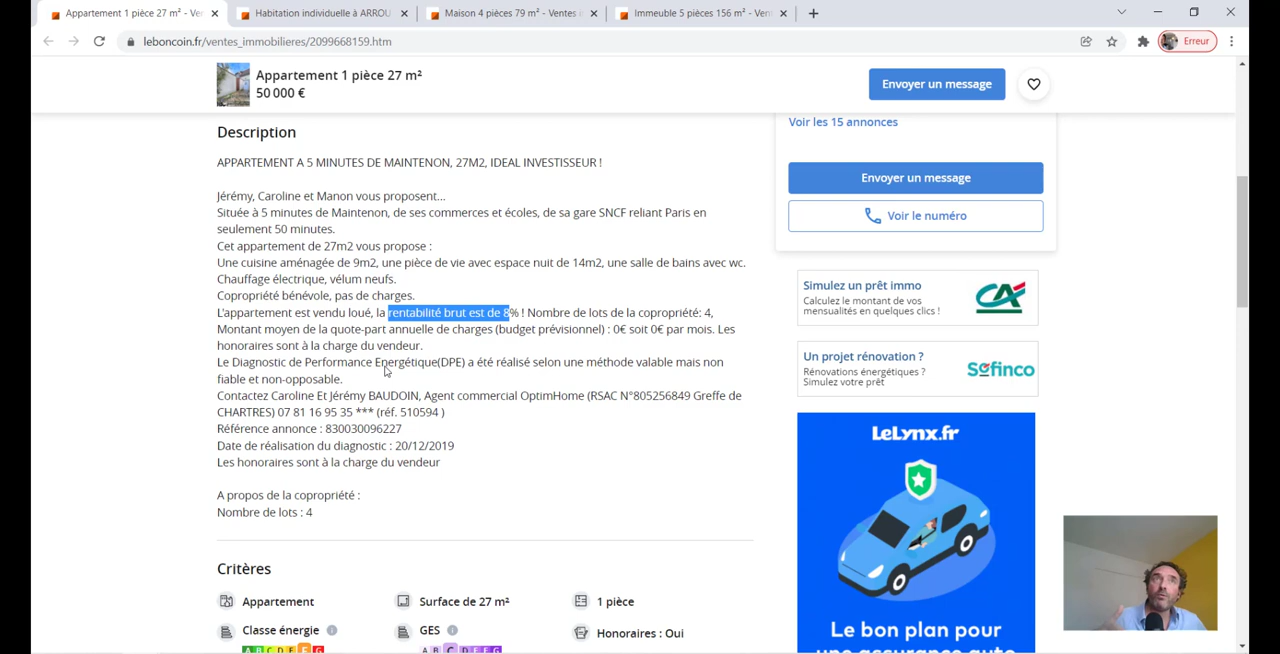 Appartement 1 pièce 27 m² - Ve
Habitation individuelle à ARROU
Maison 4 pièces 79 m² - Ventes i
Immeuble 5 pièces 156 m² - Ven
leboncoin.fr/ventes_immobilieres/2099668159.htm
Erreur
Appartement 1 pièce 27 m²
50 000 €
Envoyer un message
Description
APPARTEMENT A 5 MINUTES DE MAINTENON, 27M2, IDEAL INVESTISSEUR !
Jérémy, Caroline et Manon vous proposent...
Située à 5 minutes de Maintenon, de ses commerces et écoles, de sa gare SNCF reliant Paris en
seulement 50 minutes.
Cet appartement de 27m2 vous propose :
Une cuisine aménagée de 9m2, une pièce de vie avec espace nuit de 14m2, une salle de bains avec wc.
Chauffage électrique, vélum neufs.
Copropriété bénévole, pas de charges.
L'appartement est vendu loué, la rentabilité brut est de 8% ! Nombre de lots de la copropriété: 4,
Montant moyen de la quote-part annuelle de charges (budget prévisionnel) : 0€ soit 0€ par mois. Les
honoraires sont à la charge du vendeur.
Le Diagnostic de Performance Energétique(DPE) a été réalisé selon une méthode valable mais non
fiable et non-opposable.
Contactez Caroline Et Jérémy BAUDOIN, Agent commercial OptimHome (RSAC N°805256849 Greffe de
CHARTRES) 07 81 16 95 35 *** (réf. 510594 )
Référence annonce : 830030096227
Date de réalisation du diagnostic : 20/12/2019
Les honoraires sont à la charge du vendeur
A propos de la copropriété :
Nombre de lots : 4
Critères
Appartement
Surface de 27 m²
1 pièce
Classe énergie
GES
Honoraires : Oui
A B C D E F G
A B C D E F G
Voir les 15 annonces
Envoyer un message
Voir le numéro
Simulez un prêt immo
Calculez le montant de vos
mensualités en quelques clics !
CA
Un projet rénovation ?
Rénovations énergétiques ?
Simulez votre prêt
Sofinco
LeLynx.fr
Le bon plan pour
une assurance auto